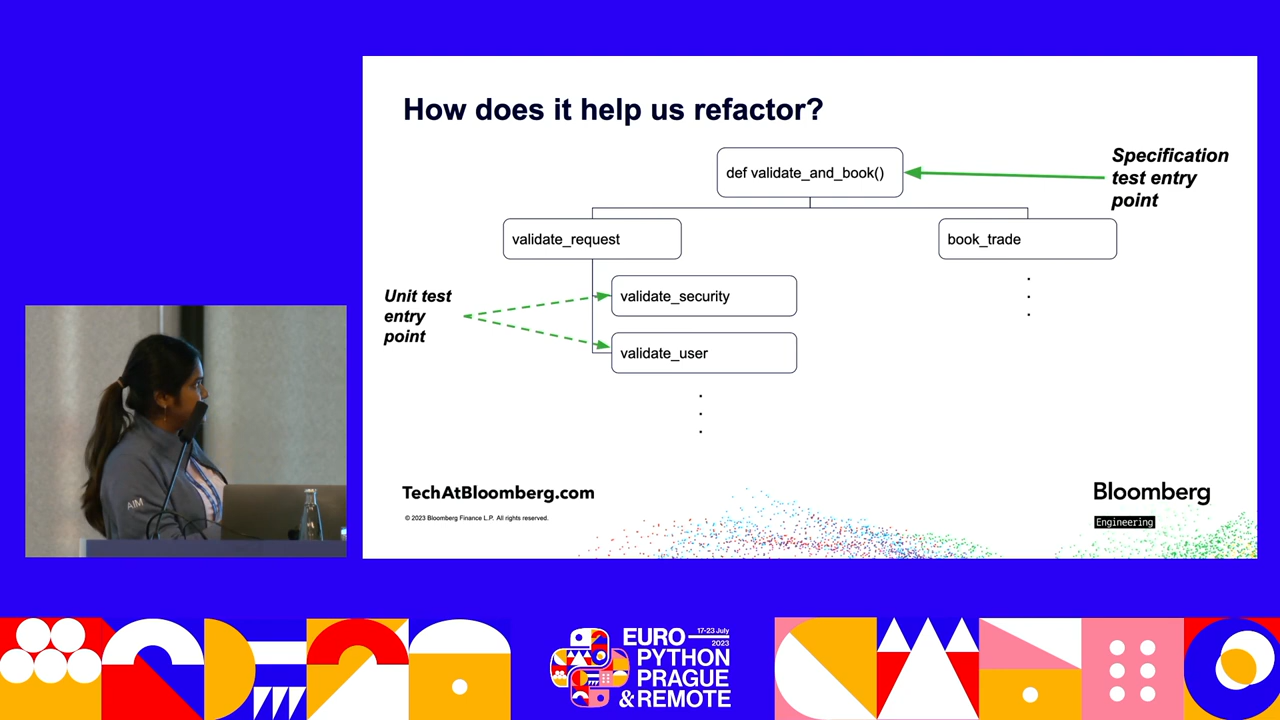 How does it help us refactor?
def validate_and_book()
Specification
test entry
point
validate_request
book_trade
validate_security
Unit test
entry
point
validate_user
AIM
TechAtBloomberg.com
© 2023 Bloomberg Finance L.P. All rights reserved.
Bloomberg
Engineering
EURO
17-23 July
2023
PYTHON
PRAGUE
& REMOTE